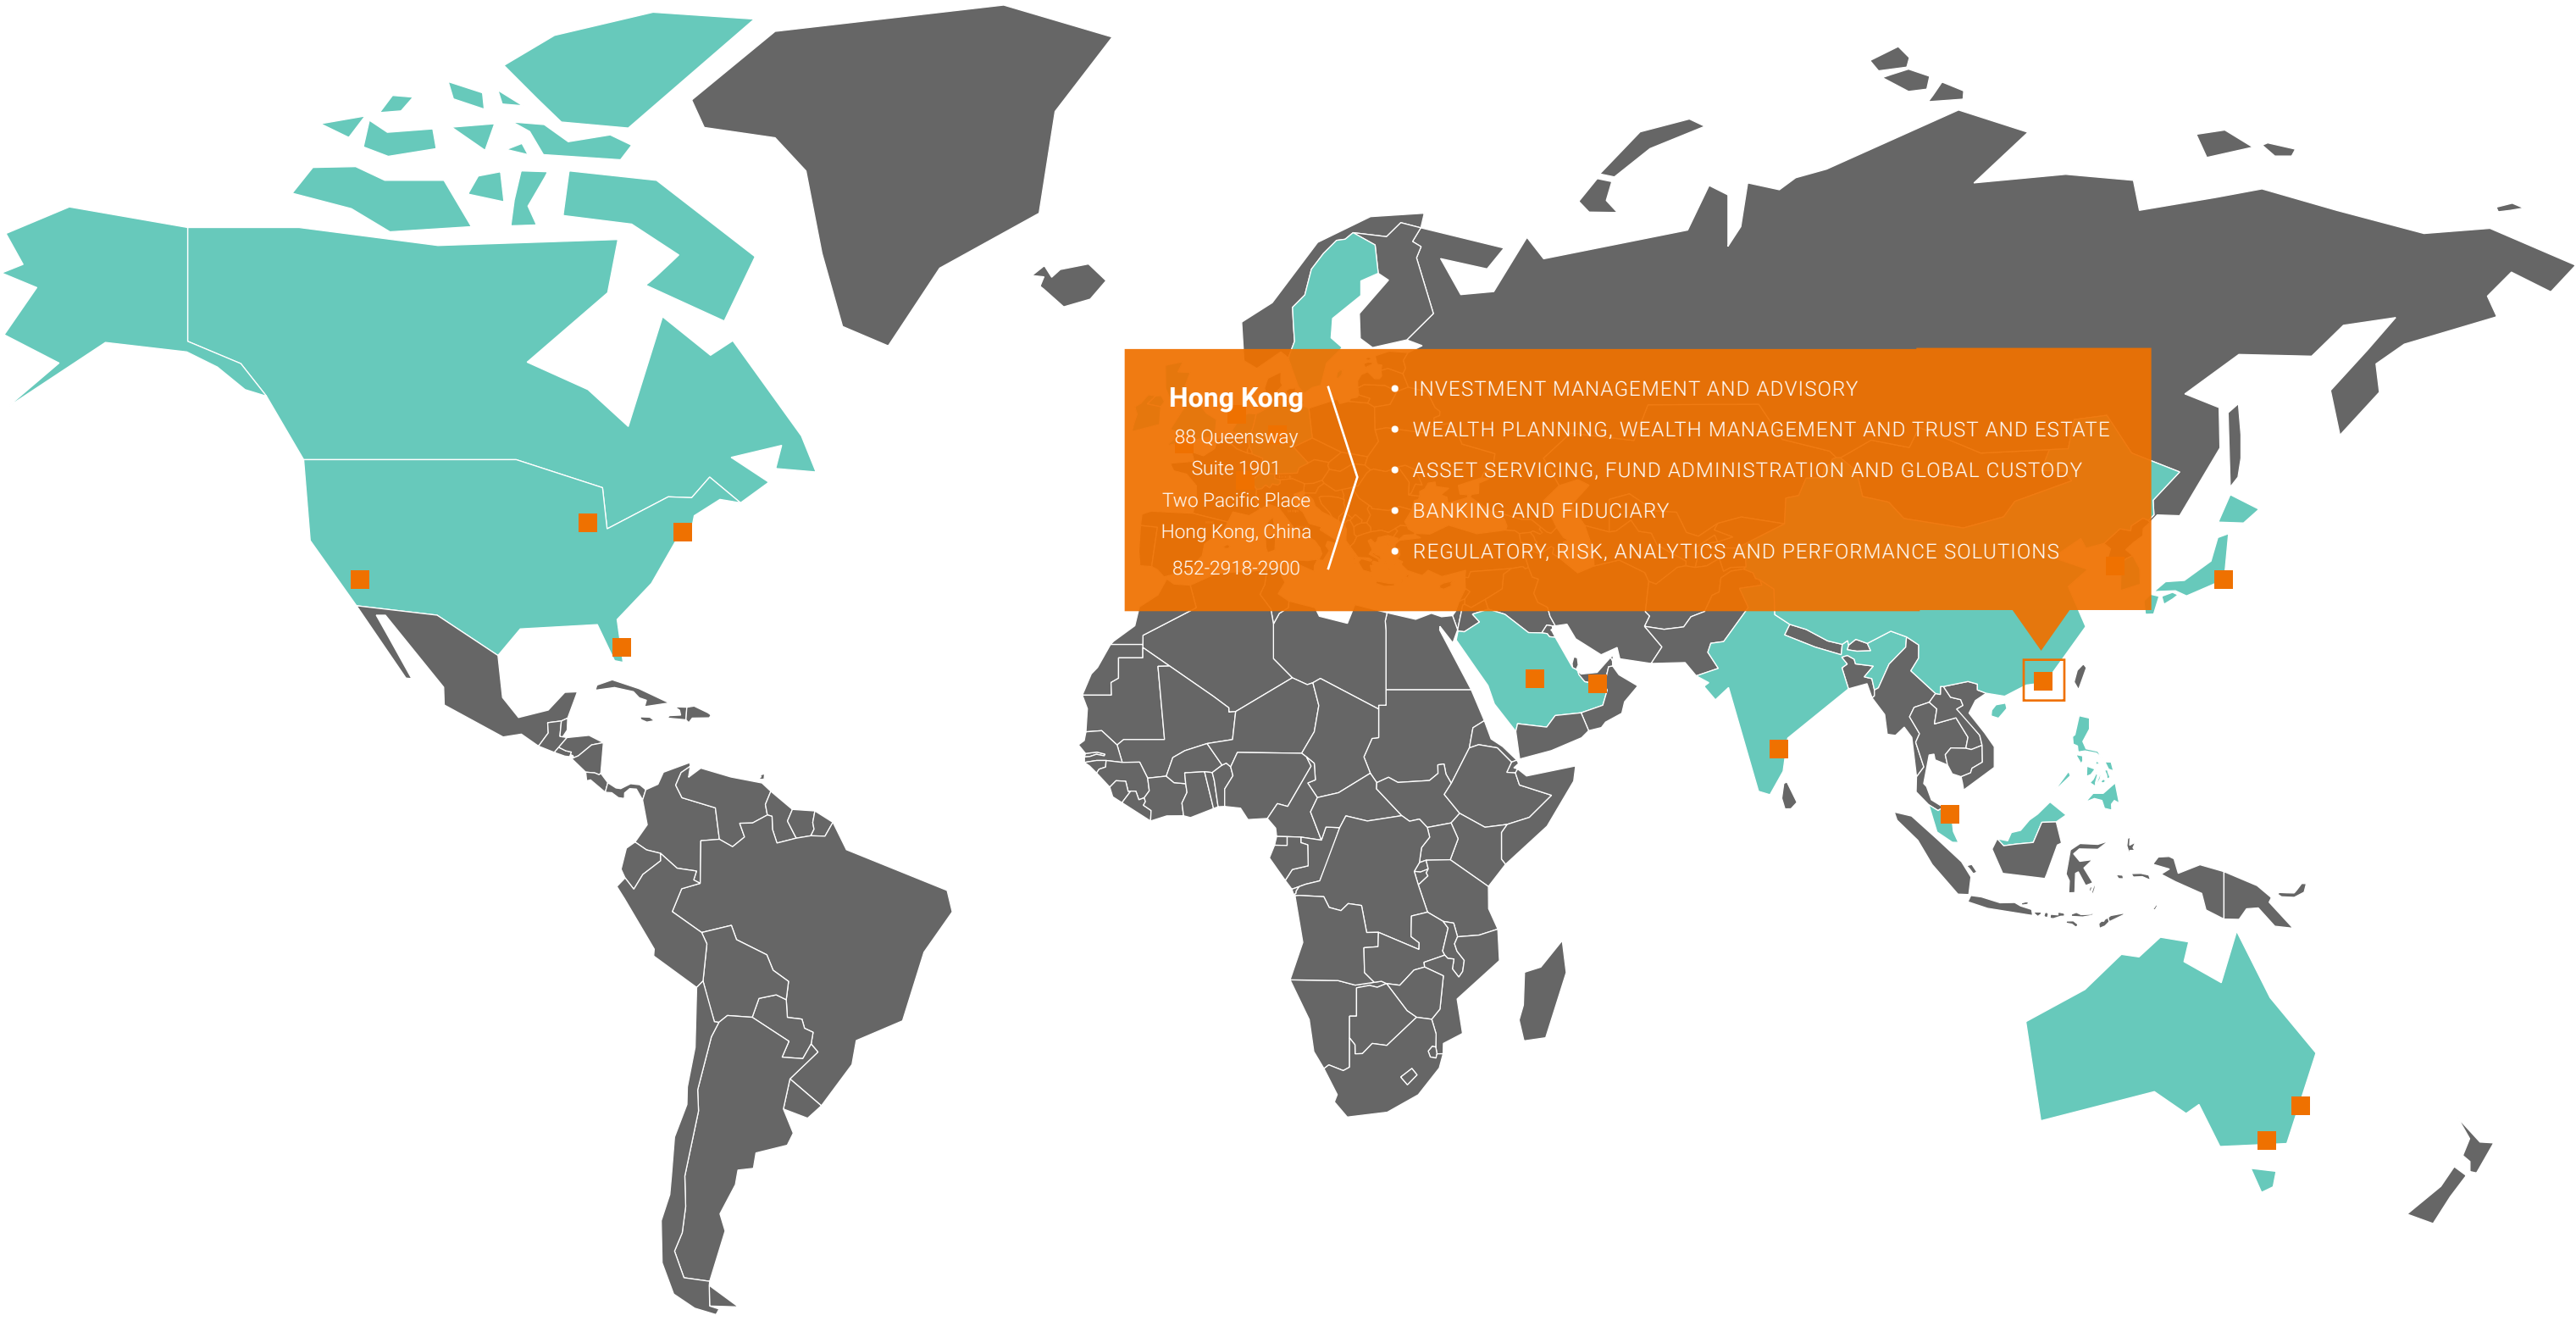 Hong Kong
88 Queensway
Suite 1901
Two Pacific Place
Hong Kong, China
852-2918-2900
• INVESTMENT MANAGEMENT AND ADVISORY
• WEALTH PLANNING, WEALTH MANAGEMENT AND TRUST AND ESTATE
• ASSET SERVICING, FUND ADMINISTRATION AND GLOBAL CUSTODY
• BANKING AND FIDUCIARY
• REGULATORY, RISK, ANALYTICS AND PERFORMANCE SOLUTIONS